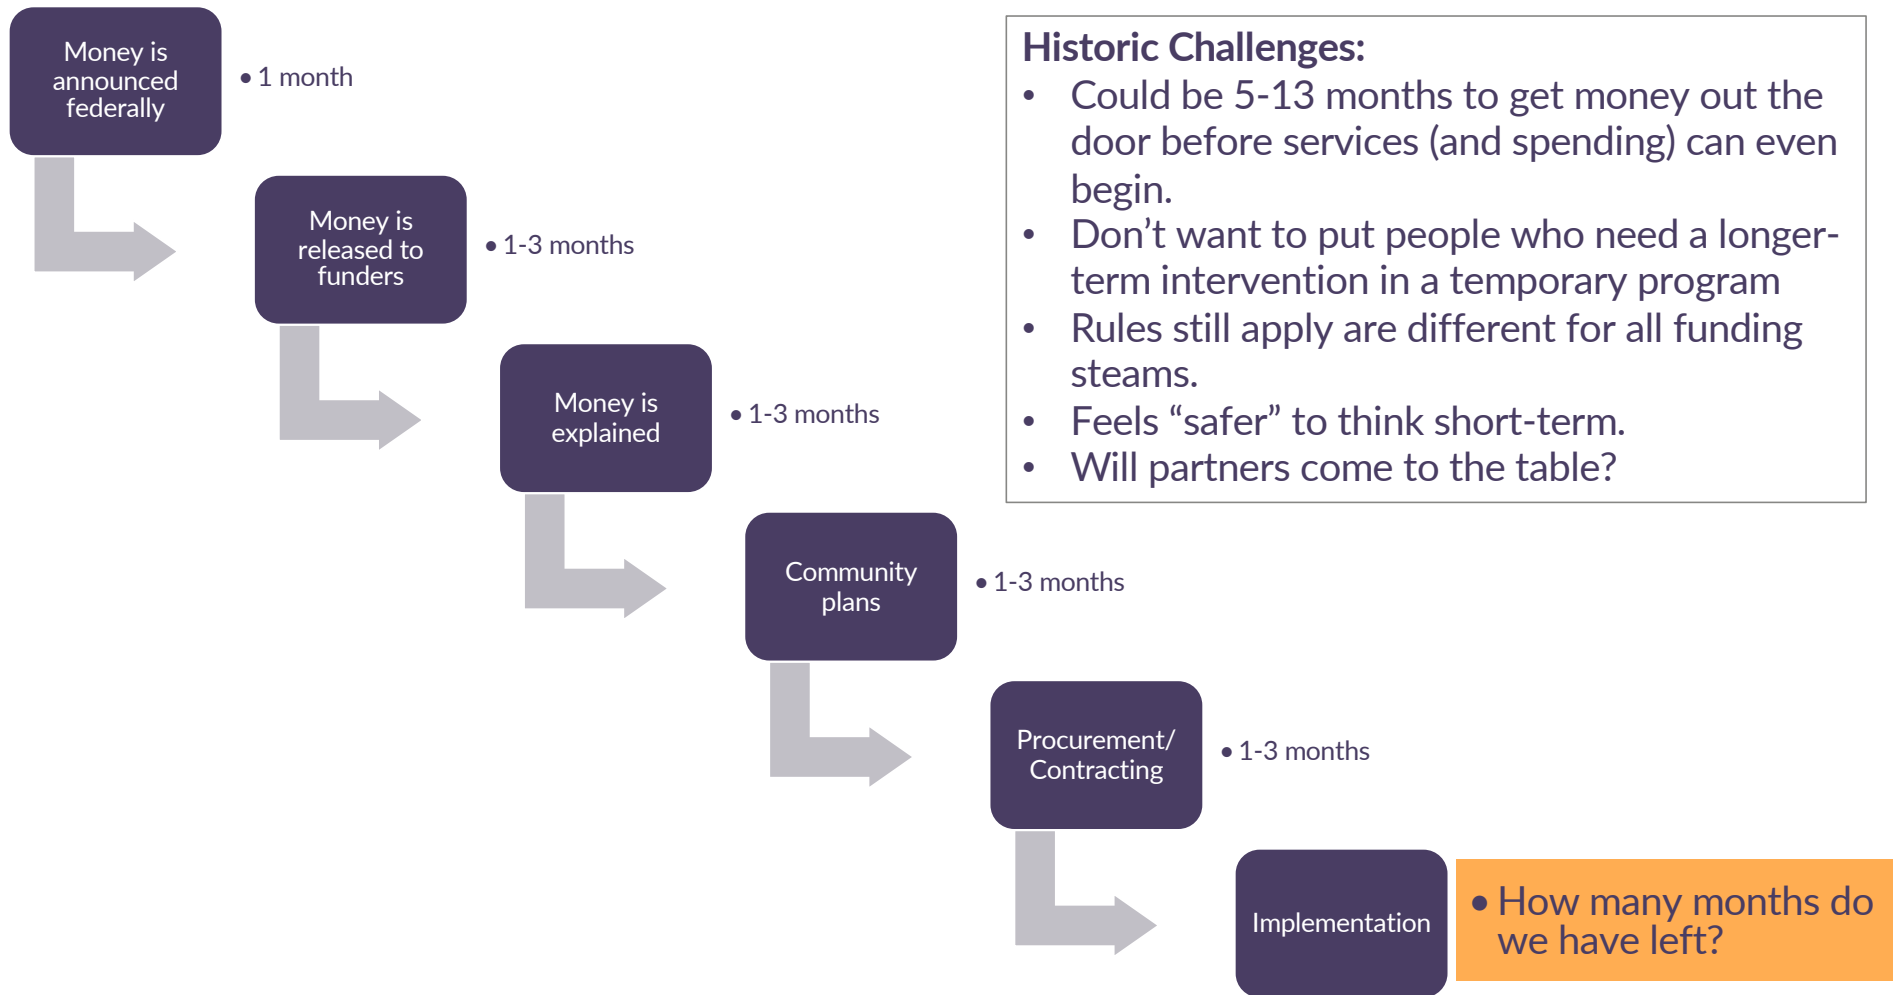 Money is
announced
federally
• 1 month
Money is
released to
funders
• 1-3 months
Money is
explained
• 1-3 months
Community
plans
• 1-3 months
Procurement/
Contracting
• 1-3 months
Implementation
• How many months do
we have left?
Historic Challenges:
• Could be 5-13 months to get money out the
door before services (and spending) can even
begin.
• Don’t want to put people who need a longer-
term intervention in a temporary program
• Rules still apply are different for all funding
steams.
• Feels “safer” to think short-term.
• Will partners come to the table?